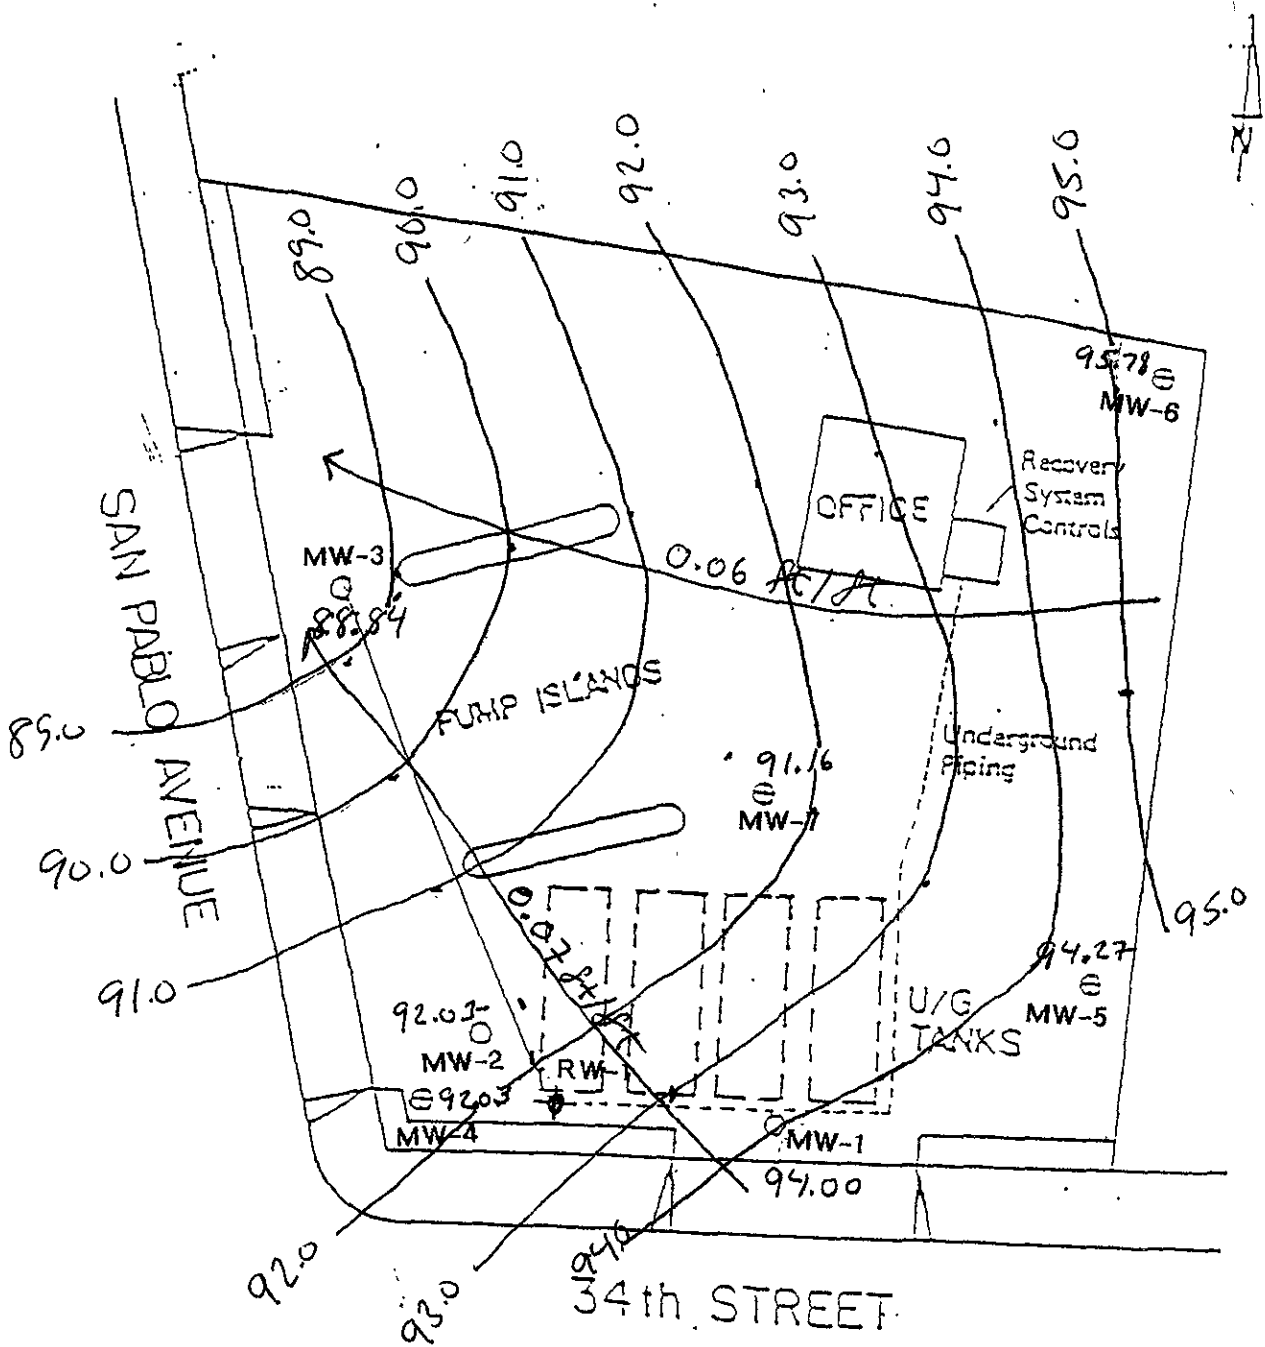 N
89.0
90.0
91.0
92.0
93.0
94.0
95.0
95.78
MW-6
Recovery
System
Controls
OFFICE
MW-3
88.84
0.06 ft/ft
SAN PABLO AVENUE
PUMP ISLANDS
89.0
Underground
Piping
91.16
MW-7
90.0
95.0
94.27
MW-5
91.0
0.07 ft/ft
U/G
TANKS
92.01
MW-2
RW-1
92.03
MW-4
MW-1
94.00
92.0
93.0
94.0
34th STREET